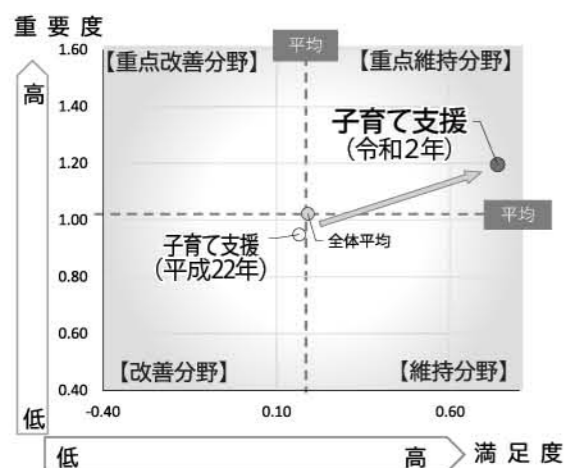 重要度
平均
1.60
【重点改善分野】
【重点維持分野】
高
1.40
子育て支援
（令和２年）
1.20
1.00
平均
全体平均
子育て支援
（平成22年）
0.80
0.60
【改善分野】
【維持分野】
0.40
低
-0.40
0.10
0.60
低
高
満足度